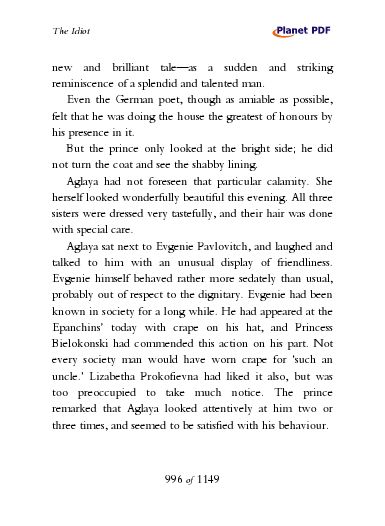 The Idiot
Planet PDF
new and brilliant tale—as a sudden and striking
reminiscence of a splendid and talented man.
Even the German poet, though as amiable as possible,
felt that he was doing the house the greatest of honours by
his presence in it.
But the prince only looked at the bright side; he did
not turn the coat and see the shabby lining.
Aglaya had not foreseen that particular calamity. She
herself looked wonderfully beautiful this evening. All three
sisters were dressed very tastefully, and their hair was done
with special care.
Aglaya sat next to Evgenie Pavlovitch, and laughed and
talked to him with an unusual display of friendliness.
Evgenie himself behaved rather more sedately than usual,
probably out of respect to the dignitary. Evgenie had been
known in society for a long while. He had appeared at the
Epanchins' today with crape on his hat, and Princess
Bielokonski had commended this action on his part. Not
every society man would have worn crape for 'such an
uncle.' Lizabetha Prokofievna had liked it also, but was
too preoccupied to take much notice. The prince
remarked that Aglaya looked attentively at him two or
three times, and seemed to be satisfied with his behaviour.
996 of 1149